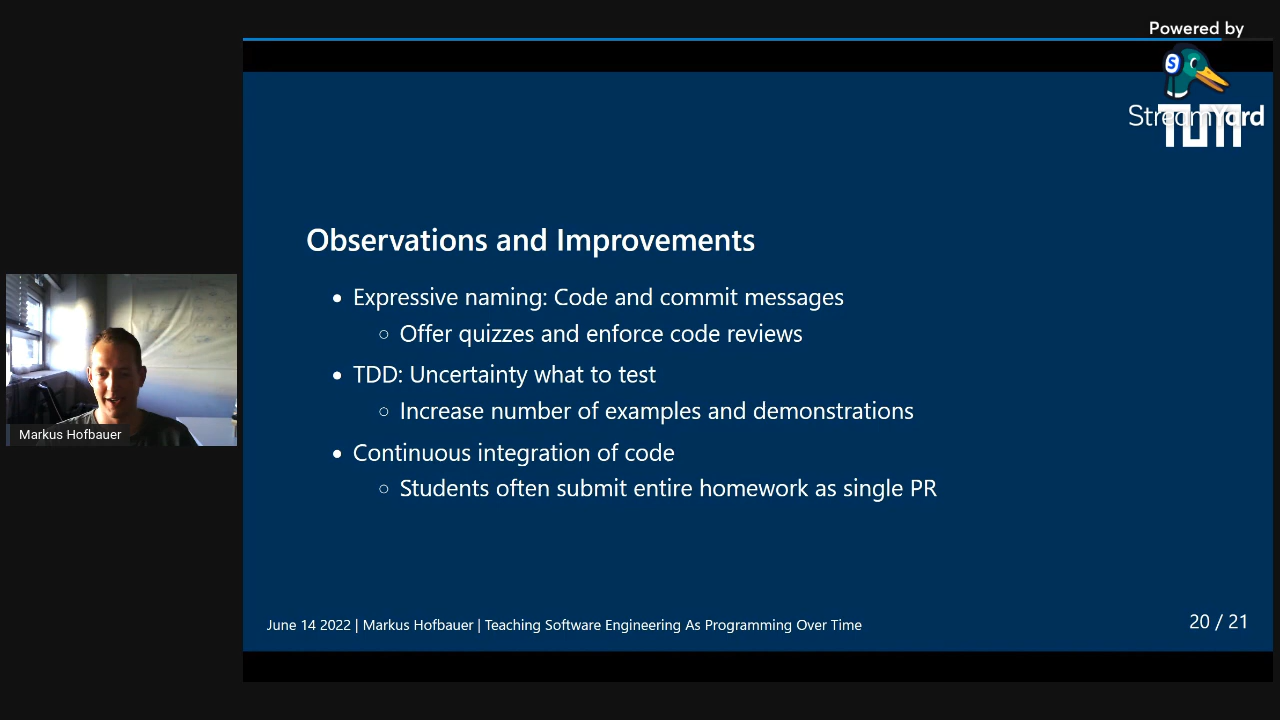 Powered by
S
StreamYard
TUM
Observations and Improvements
• Expressive naming: Code and commit messages
○ Offer quizzes and enforce code reviews
• TDD: Uncertainty what to test
○ Increase number of examples and demonstrations
• Continuous integration of code
○ Students often submit entire homework as single PR
Markus Hofbauer
June 14 2022 | Markus Hofbauer | Teaching Software Engineering As Programming Over Time
20 / 21